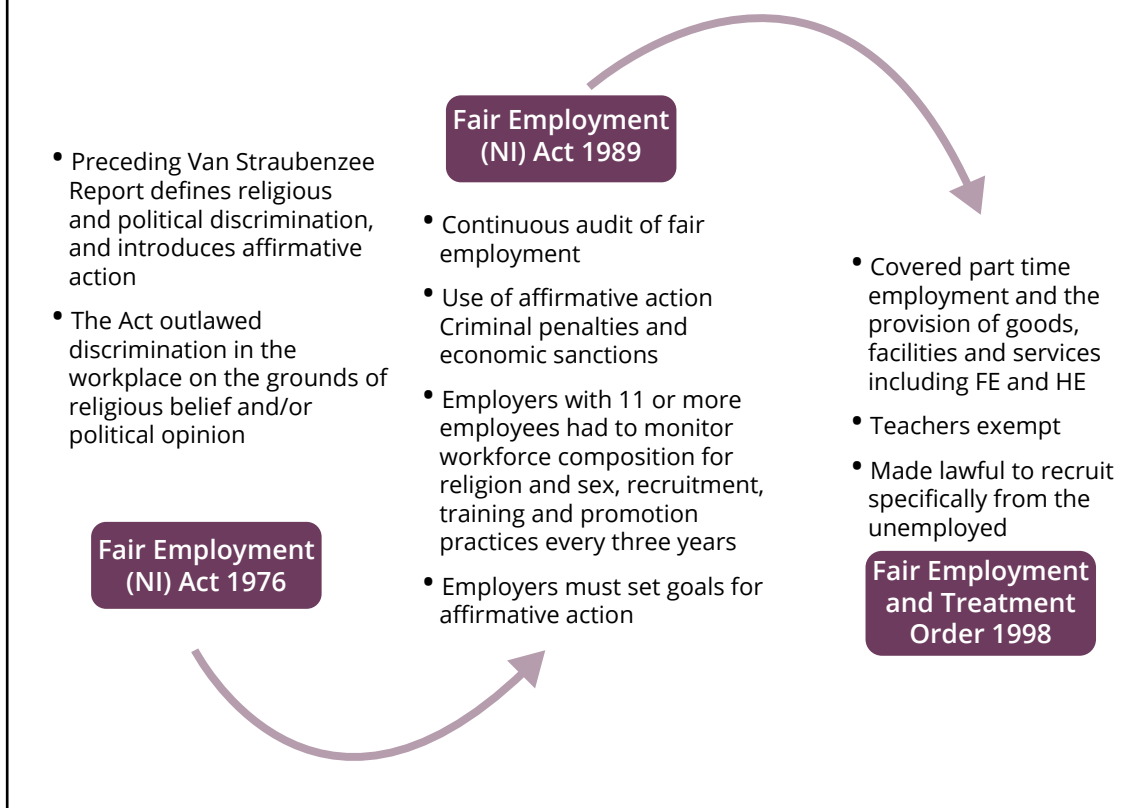 • Preceding Van Straubenzee
Report defines religious
and political discrimination,
and introduces affirmative
action
• The Act outlawed
discrimination in the
workplace on the grounds of
religious belief and/or
political opinion
Fair Employment
(NI) Act 1976
Fair Employment
(NI) Act 1989
• Continuous audit of fair
employment
• Use of affirmative action
Criminal penalties and
economic sanctions
• Employers with 11 or more
employees had to monitor
workforce composition for
religion and sex, recruitment,
training and promotion
practices every three years
• Employers must set goals for
affirmative action
• Covered part time
employment and the
provision of goods,
facilities and services
including FE and HE
• Teachers exempt
• Made lawful to recruit
specifically from the
unemployed
Fair Employment
and Treatment
Order 1998